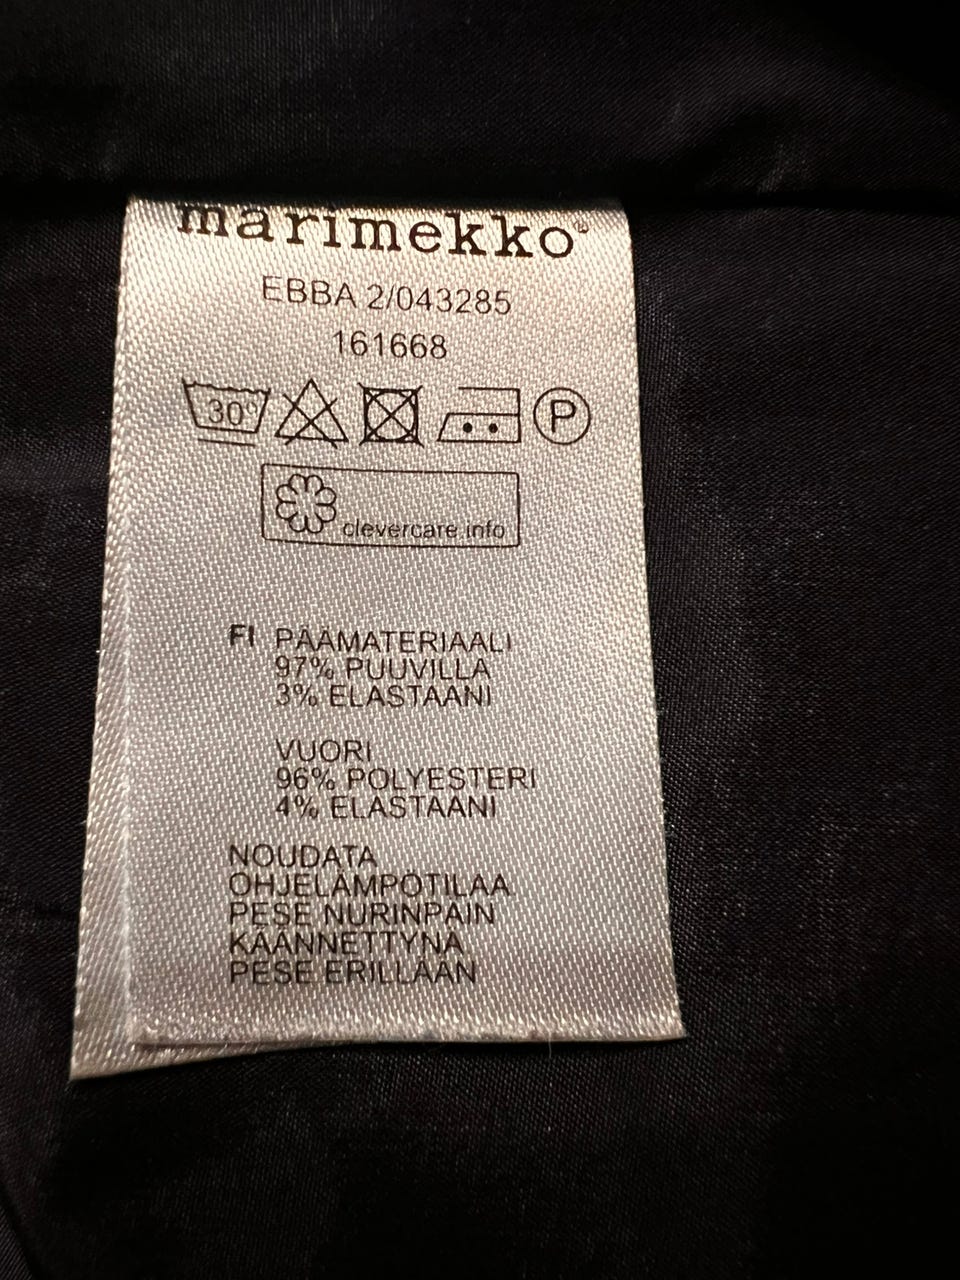 marimekko®
EBBA 2/043285
161668
30°
P
clevercare.info
FI PÄÄMATERIAALI
97% PUUVILLA
3% ELASTAANI
VUORI
96% POLYESTERI
4% ELASTAANI
NOUDATA
OHJELÄMPÖTILAA
PESE NURINPÄIN
KÄÄNNETTYNÄ
PESE ERILLÄÄN